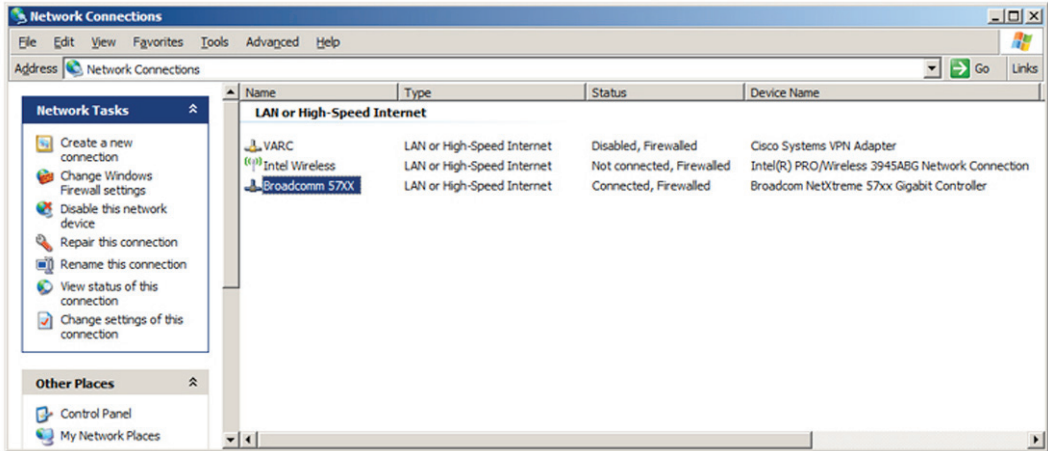 Network Connections
File Edit View Favorites Tools Advanced Help
Address Network Connections Go Links
Network Tasks
Create a new
connection
Change Windows
Firewall settings
Disable this network
device
Repair this connection
Rename this connection
View status of this
connection
Change settings of this
connection
Other Places
Control Panel
My Network Places
Name Type Status Device Name
LAN or High-Speed Internet
VARC LAN or High-Speed Internet Disabled, Firewalled Cisco Systems VPN Adapter
Intel Wireless LAN or High-Speed Internet Not connected, Firewalled Intel(R) PRO/Wireless 3945ABG Network Connection
Broadcomm 57XX LAN or High-Speed Internet Connected, Firewalled Broadcom NetXtreme 57xx Gigabit Controller